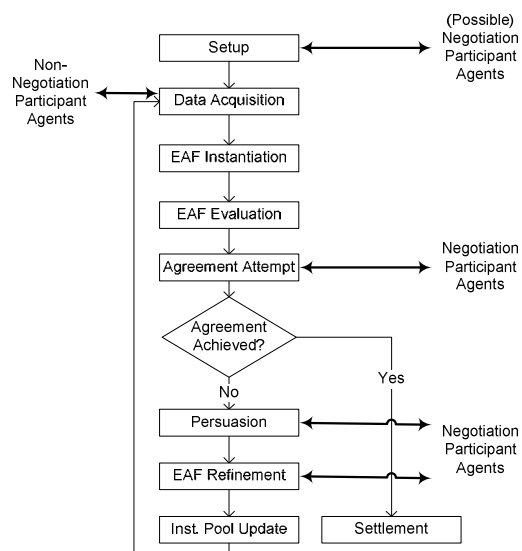 (Possible)
Negotiation
Participant
Agents
Setup
Non-
Negotiation
Participant
Agents
Data Acquisition
EAF Instantiation
EAF Evaluation
Agreement Attempt
Negotiation
Participant
Agents
Agreement
Achieved?
Yes
No
Persuasion
Negotiation
Participant
Agents
EAF Refinement
Inst. Pool Update
Settlement